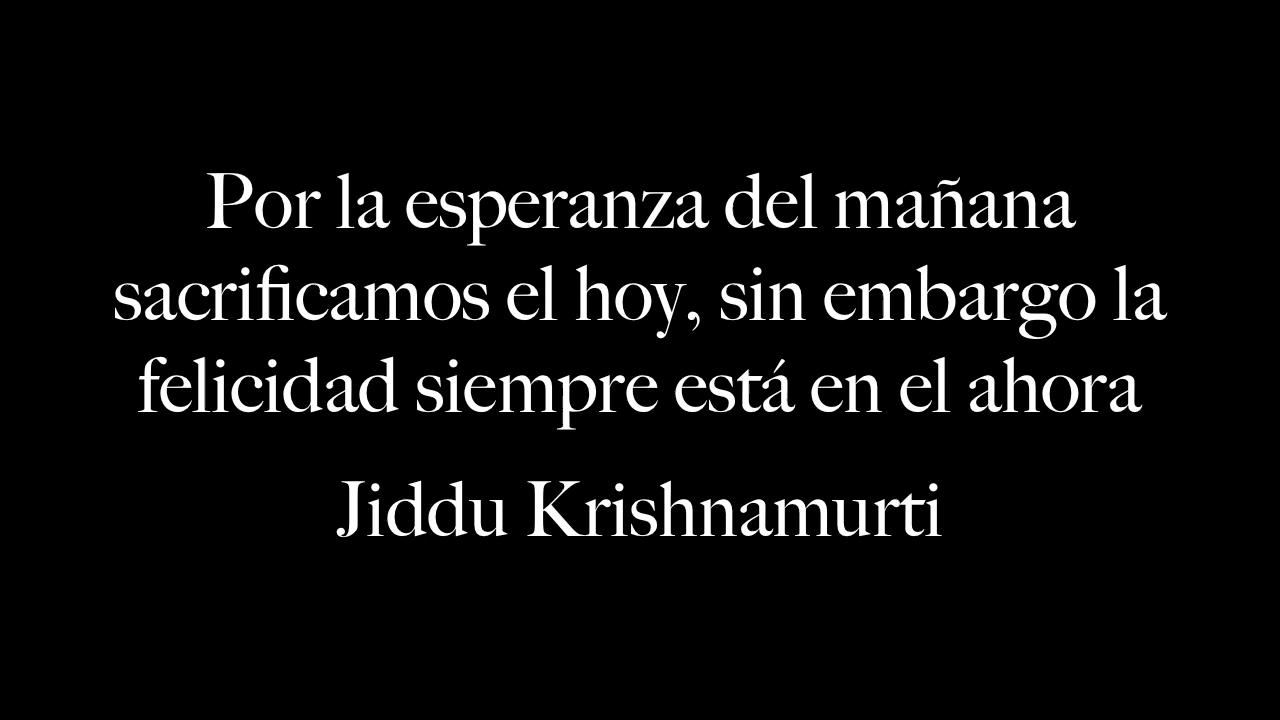 Por la esperanza del mañana
sacrificamos el hoy, sin embargo la
felicidad siempre está en el ahora
Jiddu Krishnamurti